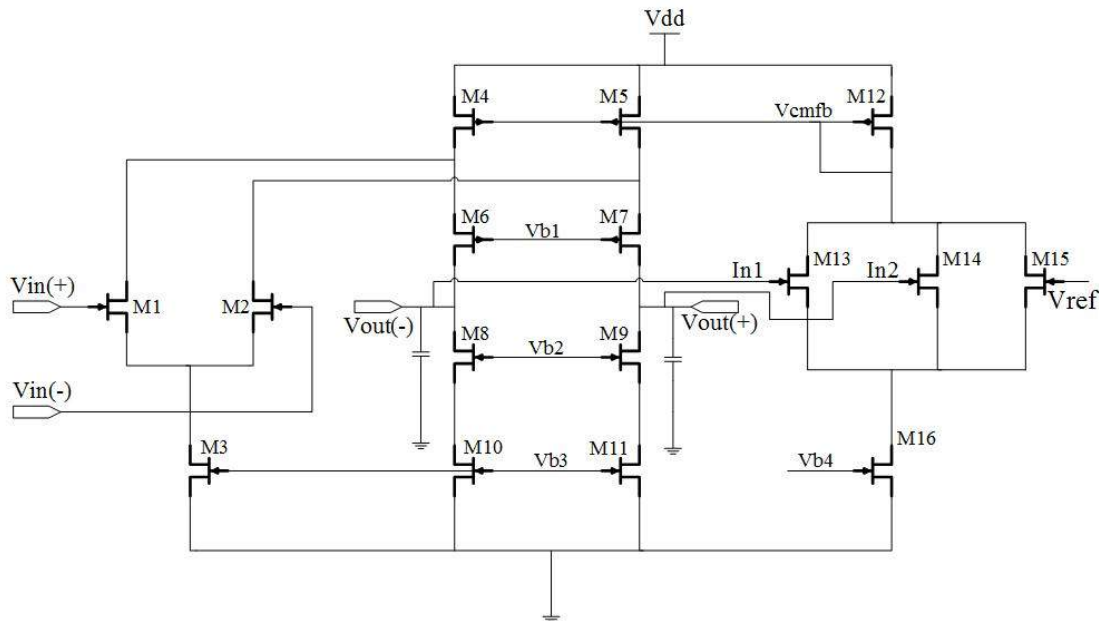 Vdd
M4
M5
Vcmfb
M12
M6
Vb1
M7
In1
M13
In2
M14
M15
Vin(+)
M1
M2
Vref
Vout(-)
Vout(+)
M8
Vb2
M9
Vin(-)
M3
M10
Vb3
M11
Vb4
M16